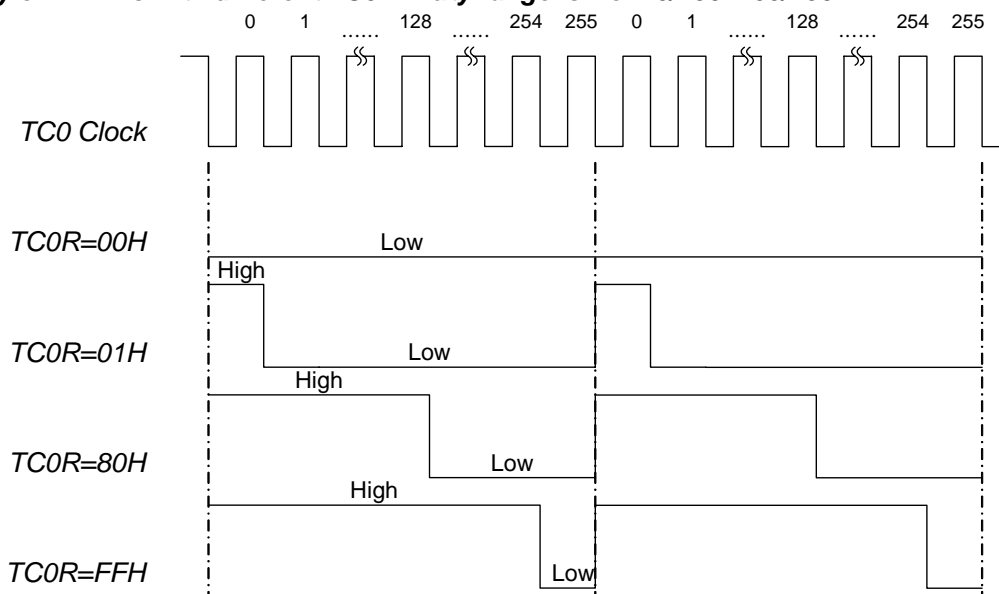 0 1 ...... 128 ...... 254 255 0 1 ...... 128 ...... 254 255
TC0 Clock
TC0R=00H
Low
High
TC0R=01H
Low
High
TC0R=80H
Low
High
TC0R=FFH
Low